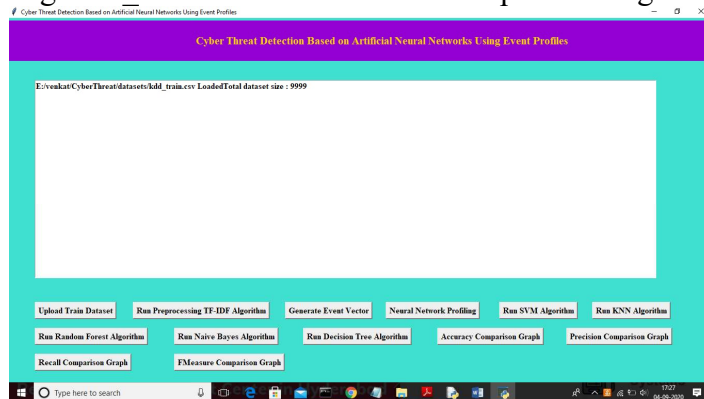 Cyber Threat Detection Based on Artificial Neural Networks Using Event Profiles
Cyber Threat Detection Based on Artificial Neural Networks Using Event Profiles
E:/venkat/CyberThreat/datasets/kdd_train.csv LoadedTotal dataset size : 9999
Upload Train Dataset Run Preprocessing TF-IDF Algorithm Generate Event Vector Neural Network Profiling Run SVM Algorithm Run KNN Algorithm
Run Random Forest Algorithm Run Naive Bayes Algorithm Run Decision Tree Algorithm Accuracy Comparison Graph Precision Comparison Graph
Recall Comparison Graph FMeasure Comparison Graph
Type here to search
17:27
04-09-2020